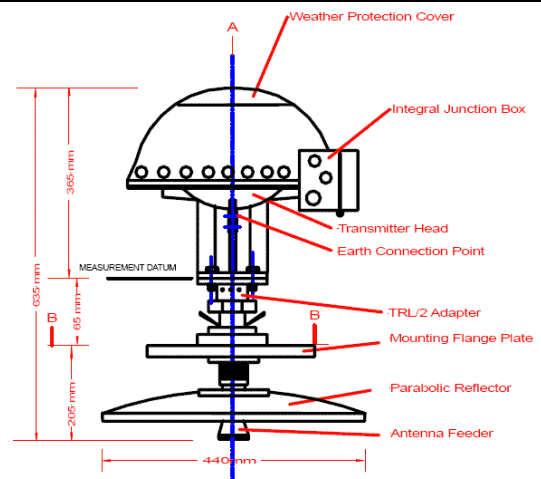 Weather Protection Cover
A
Integral Junction Box
365 mm
635 mm
Transmitter Head
Earth Connection Point
MEASUREMENT DATUM
65 mm
TRL/2 Adapter
B
B
Mounting Flange Plate
205 mm
Parabolic Reflector
Antenna Feeder
440 mm